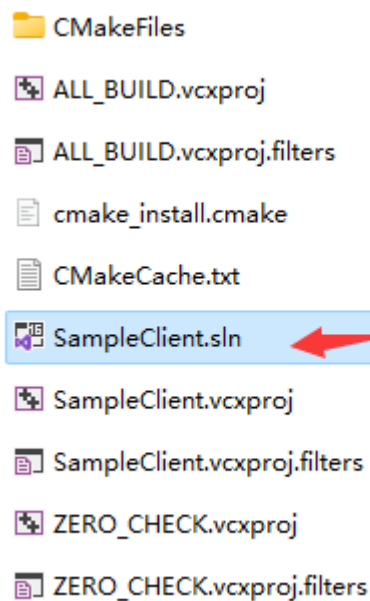 CMakeFiles
ALL_BUILD.vcxproj
ALL_BUILD.vcxproj.filters
cmake_install.cmake
CMakeCache.txt
SampleClient.sln
SampleClient.vcxproj
SampleClient.vcxproj.filters
ZERO_CHECK.vcxproj
ZERO_CHECK.vcxproj.filters